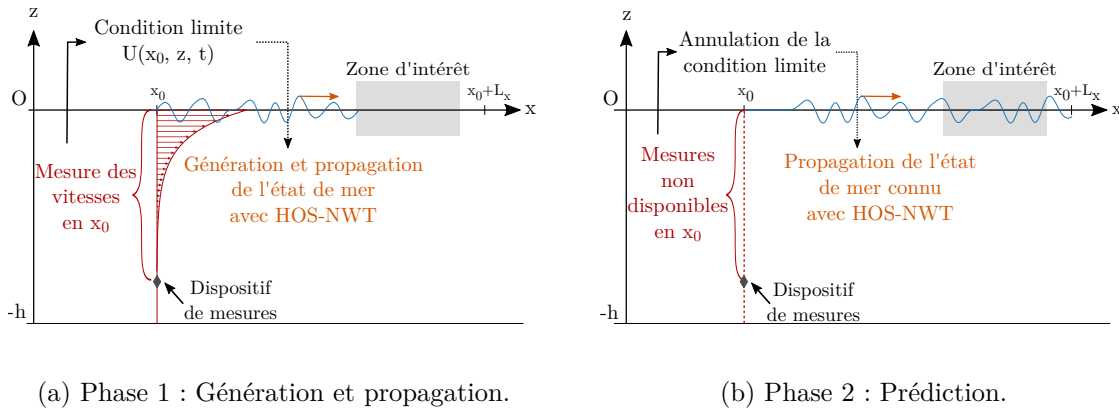 z
Condition limite
U(x₀, z, t)
Zone d'intérêt
x₀
x₀+Lₓ
O
x
Mesure des
vitesses
en x₀
Génération et propagation
de l'état de mer
avec HOS-NWT
Dispositif
de mesures
-h
(a) Phase 1 : Génération et propagation.
z
Annulation de la
condition limite
Zone d'intérêt
x₀
x₀+Lₓ
O
x
Mesures
non
disponibles
en x₀
Propagation de l'état
de mer connu
avec HOS-NWT
Dispositif
de mesures
-h
(b) Phase 2 : Prédiction.